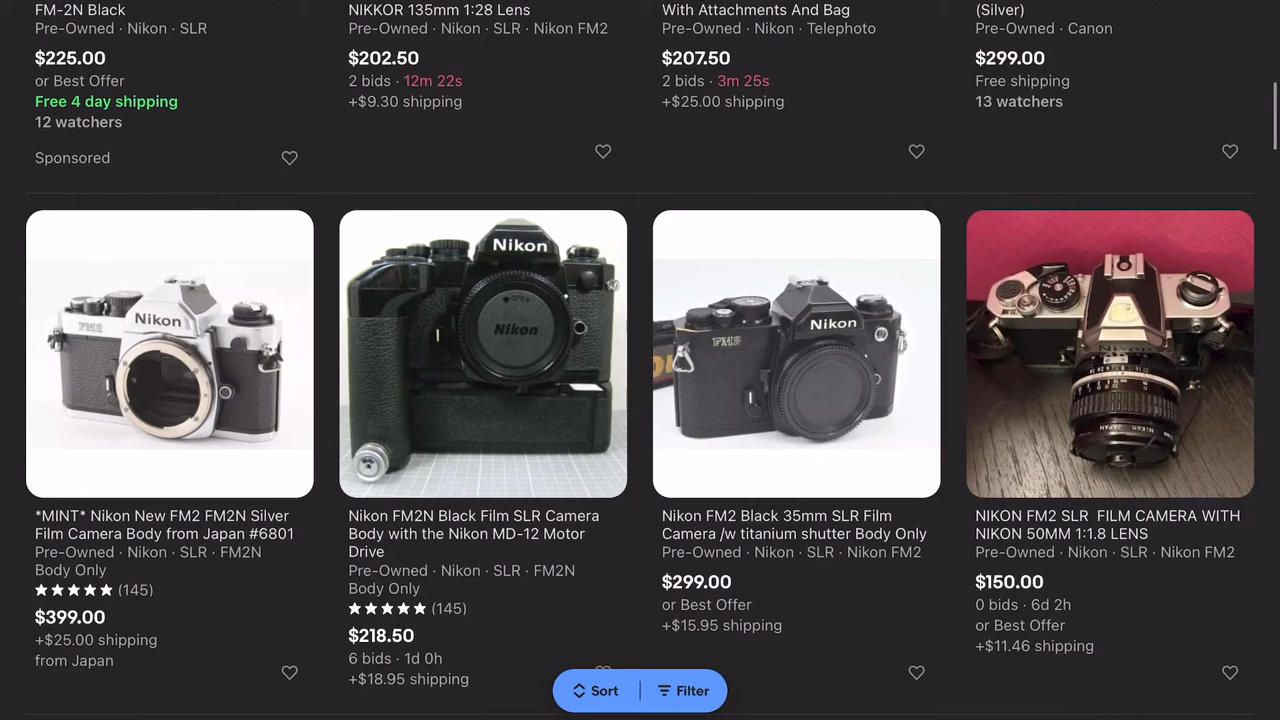 FM-2N Black
Pre-Owned · Nikon · SLR
$225.00
or Best Offer
Free 4 day shipping
12 watchers
Sponsored
NIKKOR 135mm 1:28 Lens
Pre-Owned · Nikon · SLR · Nikon FM2
$202.50
2 bids · 12m 22s
+$9.30 shipping
With Attachments And Bag
Pre-Owned · Nikon · Telephoto
$207.50
2 bids · 3m 25s
+$25.00 shipping
(Silver)
Pre-Owned · Canon
$299.00
Free shipping
13 watchers
FM2
Nikon
*MINT* Nikon New FM2 FM2N Silver
Film Camera Body from Japan #6801
Pre-Owned · Nikon · SLR · FM2N
Body Only
(145)
$399.00
+$25.00 shipping
from Japan
Nikon
Nikon
Nikon FM2N Black Film SLR Camera
Body with the Nikon MD-12 Motor
Drive
Pre-Owned · Nikon · SLR · FM2N
Body Only
(145)
$218.50
6 bids · 1d 0h
+$18.95 shipping
FM2
Nikon
Nikon FM2 Black 35mm SLR Film
Camera /w titanium shutter Body Only
Pre-Owned · Nikon · SLR · Nikon FM2
$299.00
or Best Offer
+$15.95 shipping
Nikon
NIKON FM2 SLR FILM CAMERA WITH
NIKON 50MM 1:1.8 LENS
Pre-Owned · Nikon · SLR · Nikon FM2
$150.00
0 bids · 6d 2h
or Best Offer
+$11.46 shipping
Sort
Filter